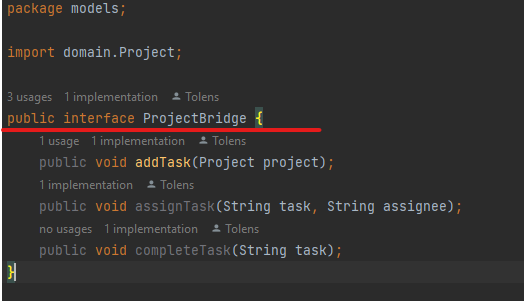 package models;
import domain.Project;
3 usages 1 implementation Tolens
public interface ProjectBridge {
1 usage 1 implementation Tolens
public void addTask(Project project);
1 implementation Tolens
public void assignTask(String task, String assignee);
no usages 1 implementation Tolens
public void completeTask(String task);
}